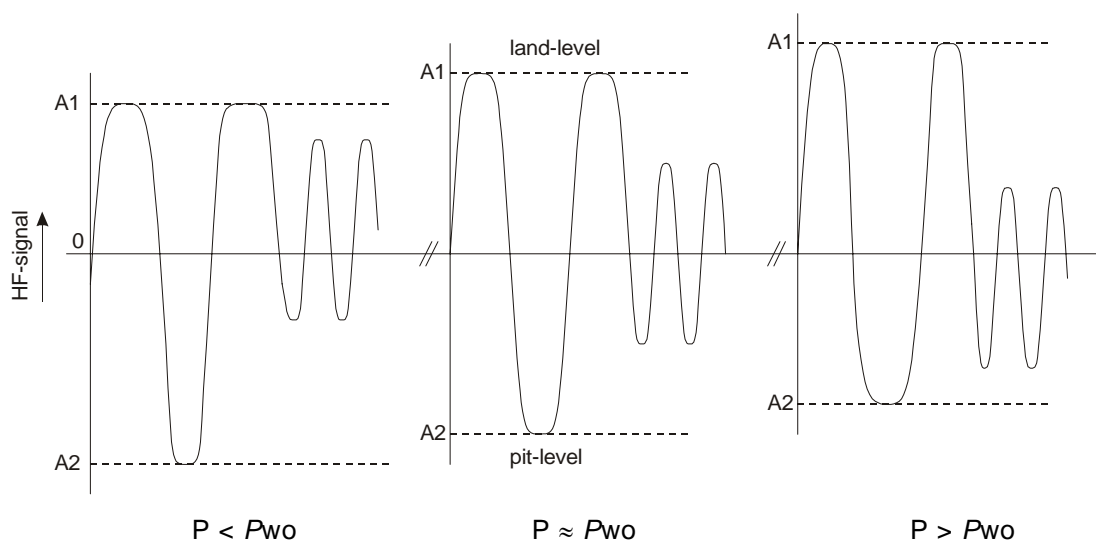 A1
0
A2
HF-signal
P < Pwo
land-level
A1
A2
pit-level
P ≈ Pwo
A1
A2
P > Pwo